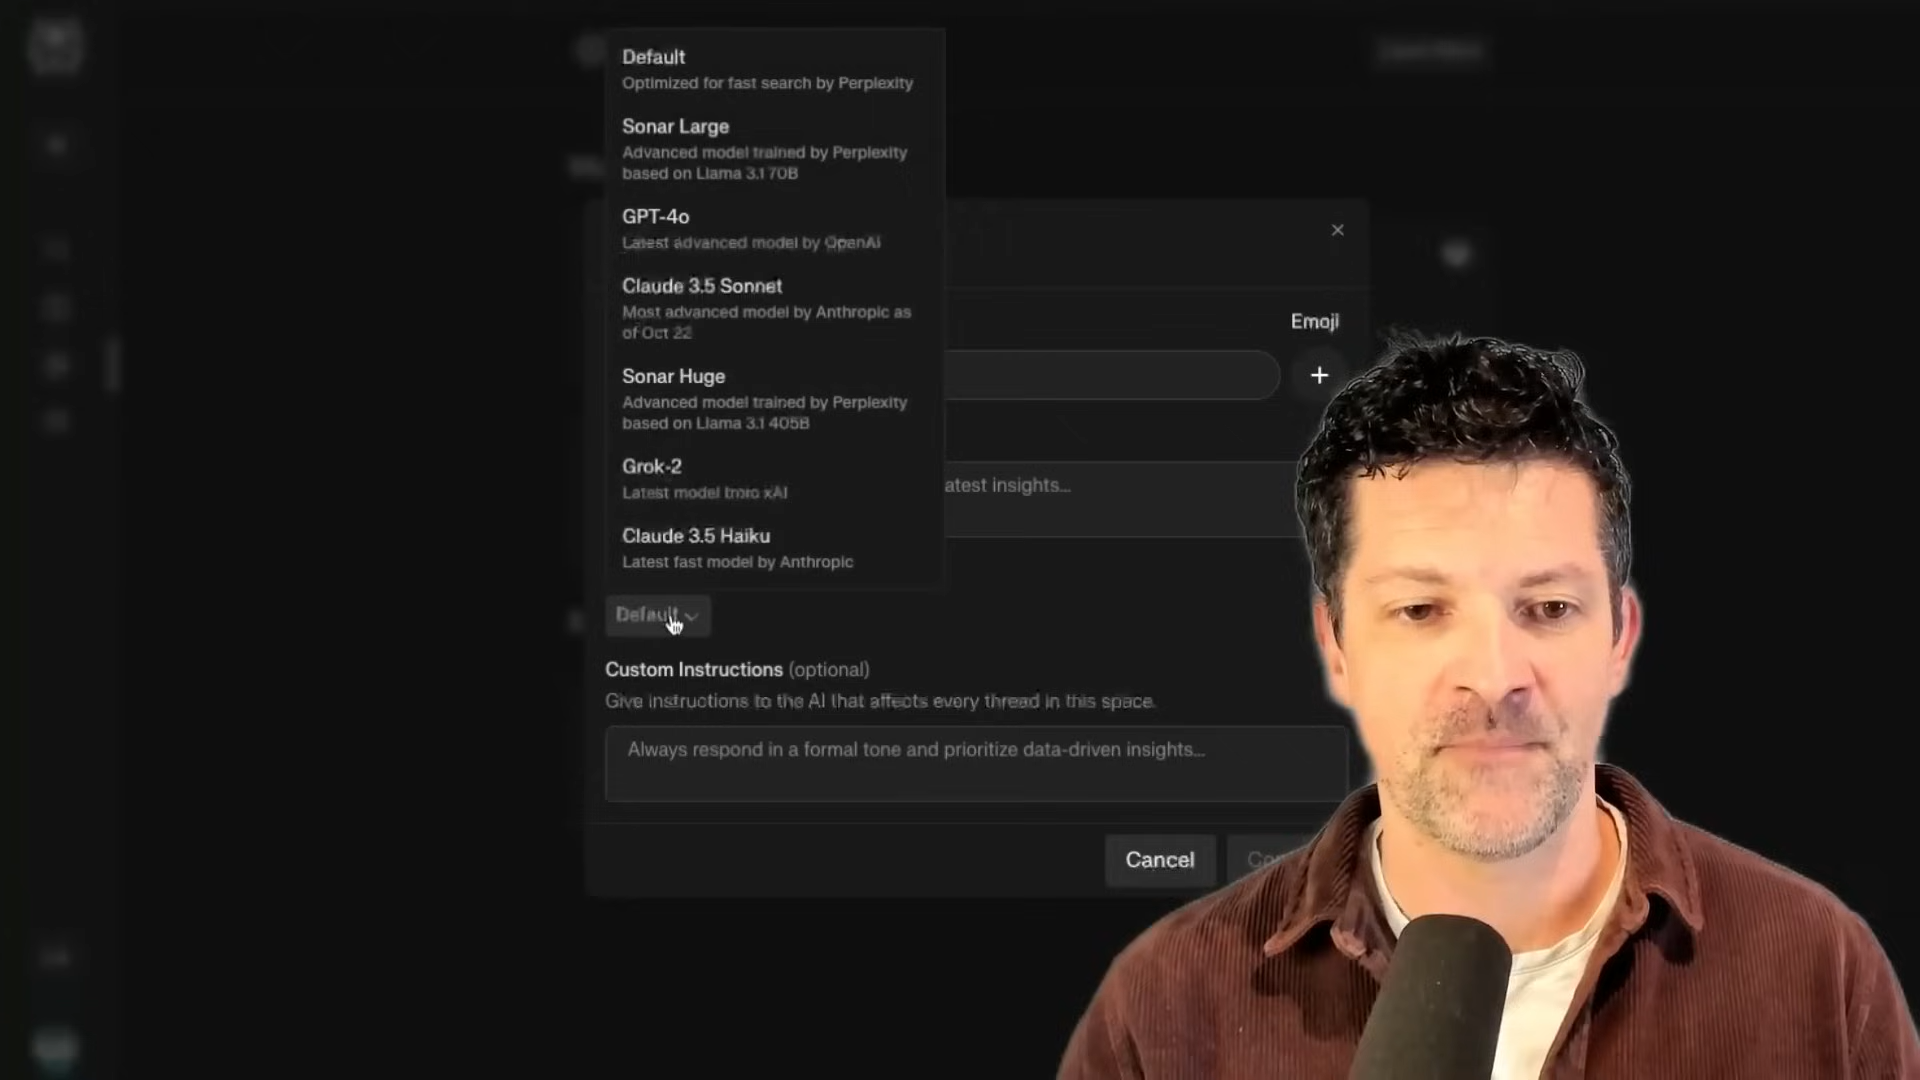 Default
Optimized for fast search by Perplexity
Sonar Large
Advanced model trained by Perplexity
based on Llama 3.1 70B
GPT-4o
Latest advanced model by OpenAI
Claude 3.5 Sonnet
Most advanced model by Anthropic as
of Oct 22
Sonar Huge
Advanced model trained by Perplexity
based on Llama 3.1 405B
Grok-2
Latest model xAI
Claude 3.5 Haiku
Latest fast model by Anthropic
Emoji
atest insights...
Default
Custom Instructions (optional)
Give instructions to the AI that affects every thread in this space.
Always respond in a formal tone and prioritize data-driven insights...
Cancel